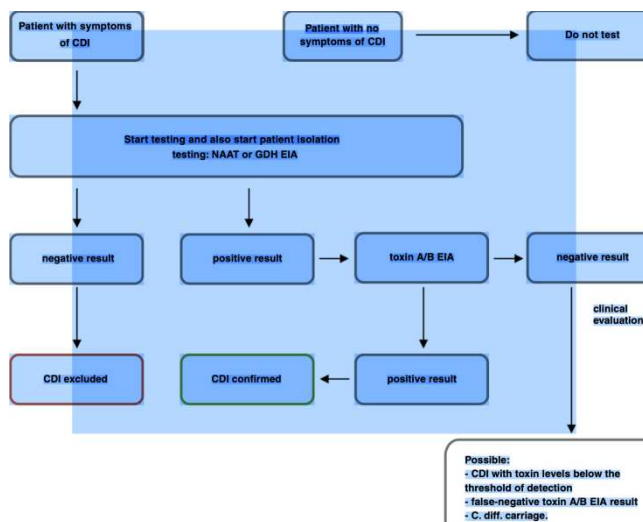 Patient with symptoms
of CDI
Patient with no
symptoms of CDI
Do not test
Start testing and also start patient isolation
testing: NAAT or GDH EIA
negative result
positive result
toxin A/B EIA
negative result
clinical
evaluation
CDI excluded
CDI confirmed
positive result
Possible:
- CDI with toxin levels below the
threshold of detection
- false-negative toxin A/B EIA result
- C. diff. carriage.